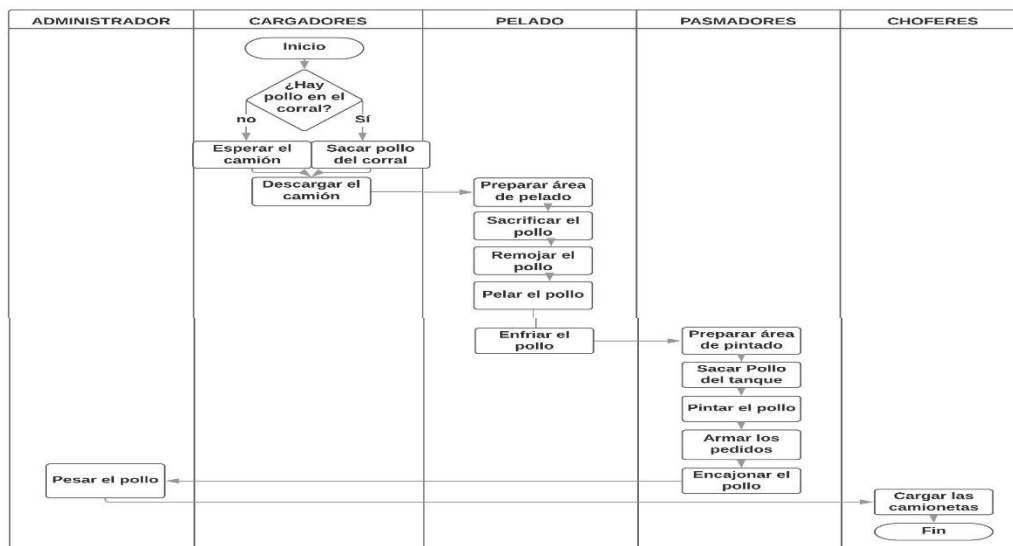 ADMINISTRADOR
CARGADORES
PELADO
PASMADORES
CHOFERES
Inicio
¿Hay
pollo en el
corral?
no
Sí
Esperar el
camión
Sacar pollo
del corral
Descargar el
camión
Preparar área
de pelado
Sacrificar el
pollo
Remojar el
pollo
Pelar el pollo
Enfriar el
pollo
Preparar área
de pintado
Sacar Pollo
del tanque
Pintar el pollo
Armar los
pedidos
Encajonar el
pollo
Pesar el pollo
Cargar las
camionetas
Fin